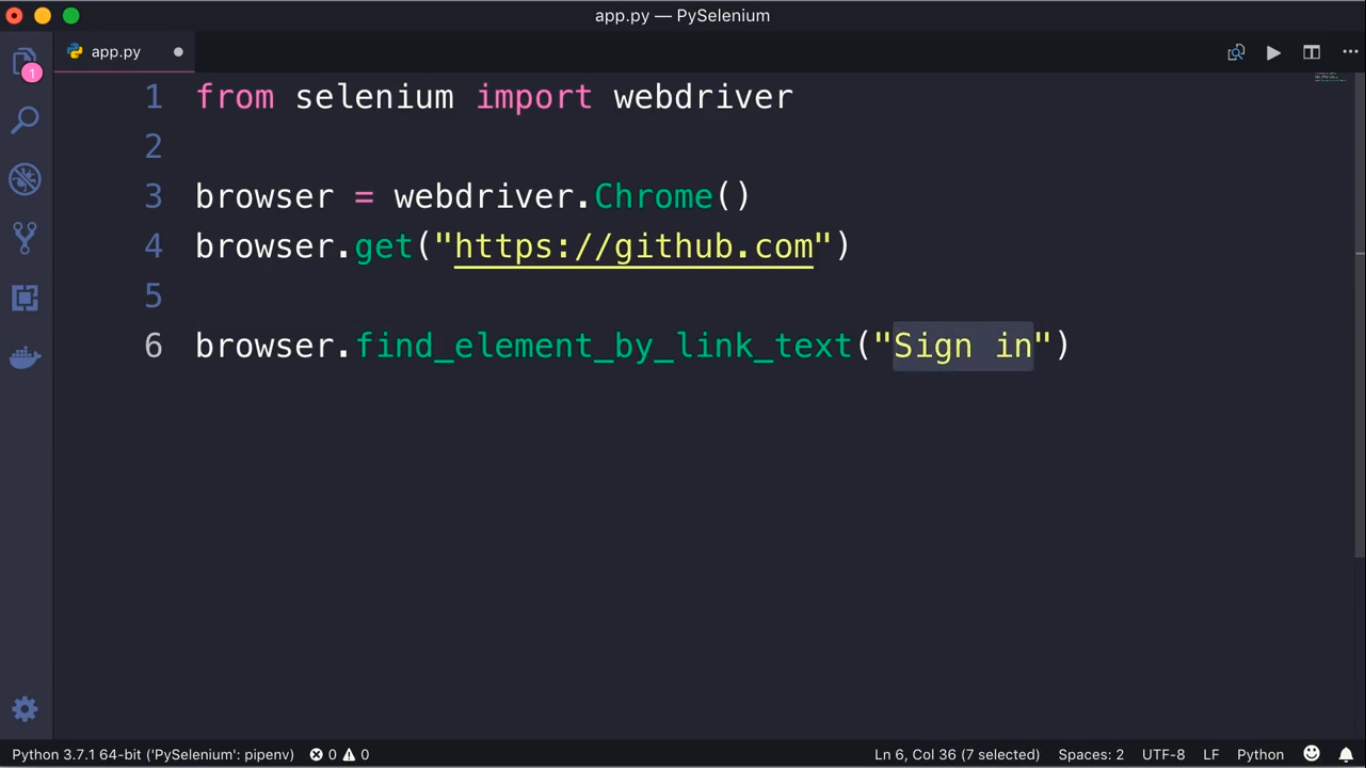 app.py — PySelenium
app.py
1
1 from selenium import webdriver
2
3 browser = webdriver.Chrome()
4 browser.get("https://github.com")
5
6 browser.find_element_by_link_text("Sign in")
Python 3.7.1 64-bit ('PySelenium': pipenv) 0 0 Ln 6, Col 36 (7 selected) Spaces: 2 UTF-8 LF Python